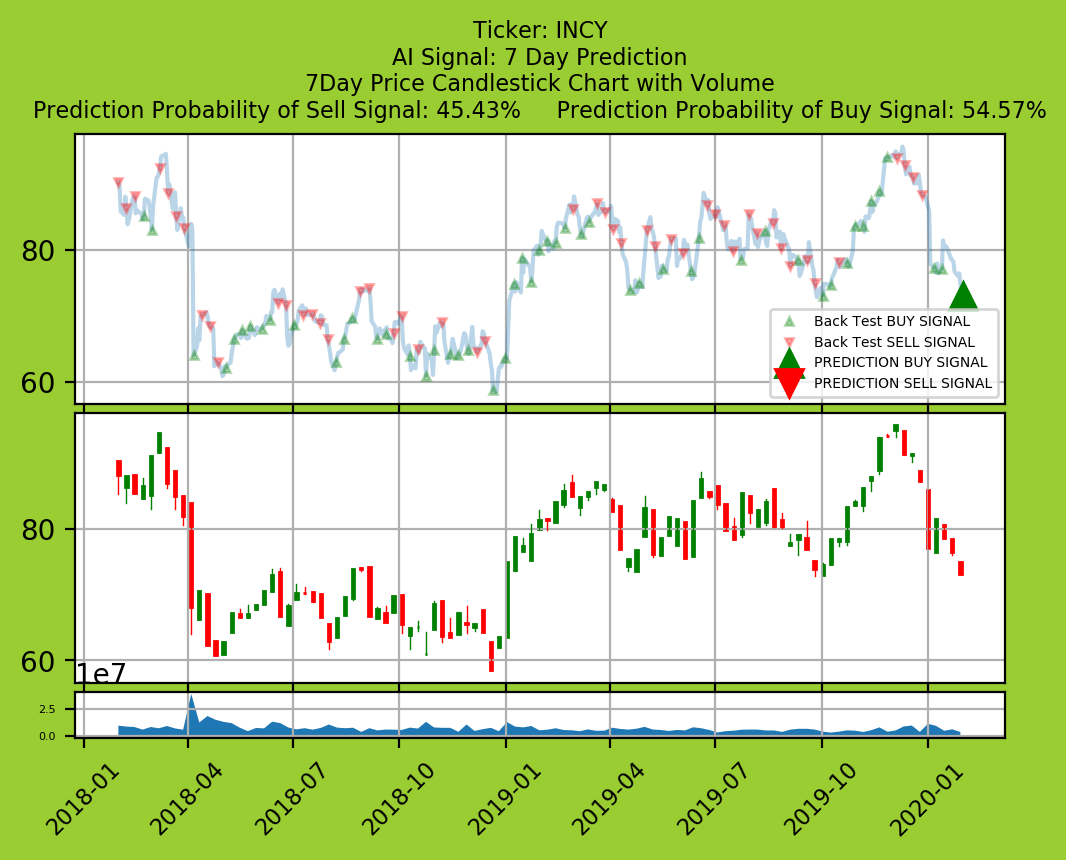 Ticker: INCY
AI Signal: 7 Day Prediction
7Day Price Candlestick Chart with Volume
Prediction Probability of Sell Signal: 45.43%     Prediction Probability of Buy Signal: 54.57%
80
60
Back Test BUY SIGNAL
Back Test SELL SIGNAL
PREDICTION BUY SIGNAL
PREDICTION SELL SIGNAL
80
60
1e7
2.5
0.0
2018-01 2018-04 2018-07 2018-10 2019-01 2019-04 2019-07 2019-10 2020-01